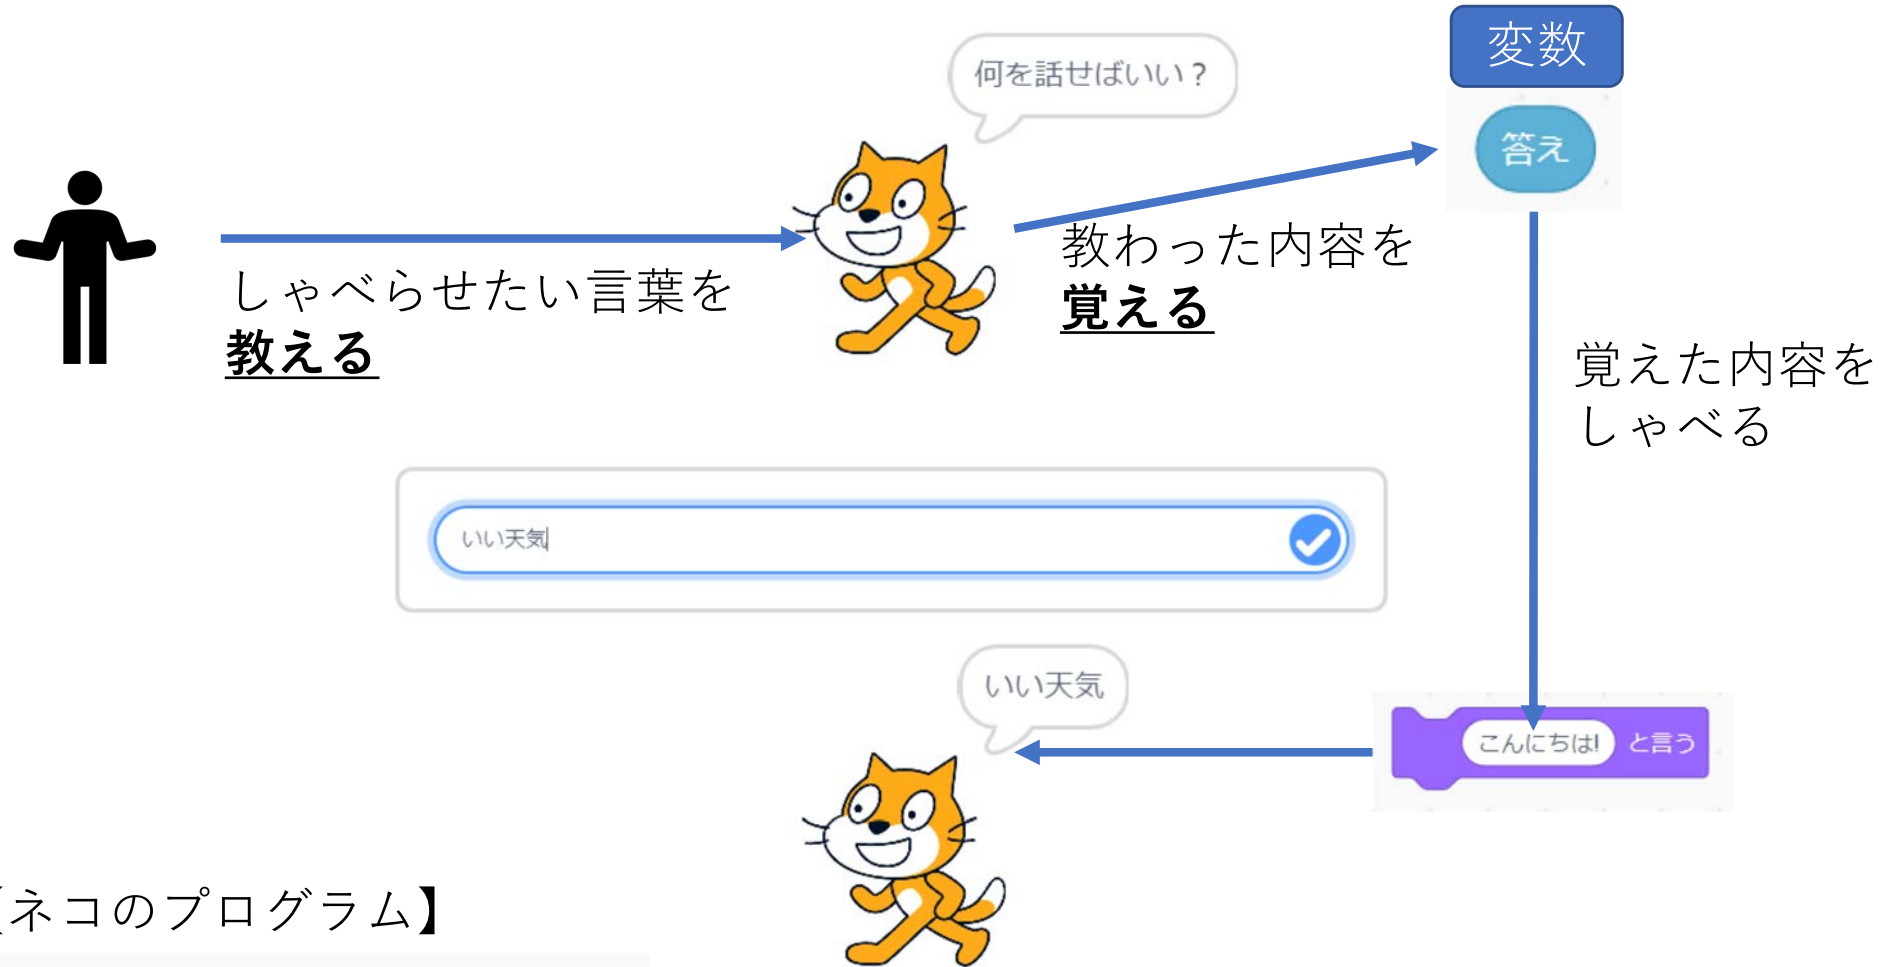 変数
何を話せばいい？
答え
しゃべらせたい言葉を
教える
教わった内容を
覚える
覚えた内容を
しゃべる
いい天気
いい天気
こんにちは! と言う
【ネコのプログラム】